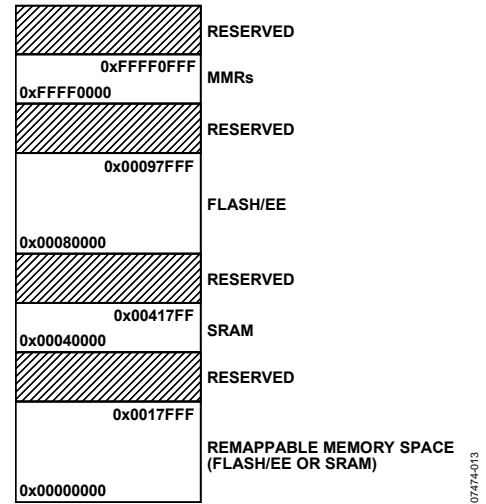 RESERVED
0xFFFF0FFF
MMRs
0xFFFF0000
RESERVED
0x00097FFF
FLASH/EE
0x00080000
RESERVED
0x00417FF
SRAM
0x00040000
RESERVED
0x0017FFF
REMAPPABLE MEMORY SPACE
(FLASH/EE OR SRAM)
0x00000000
07474-013